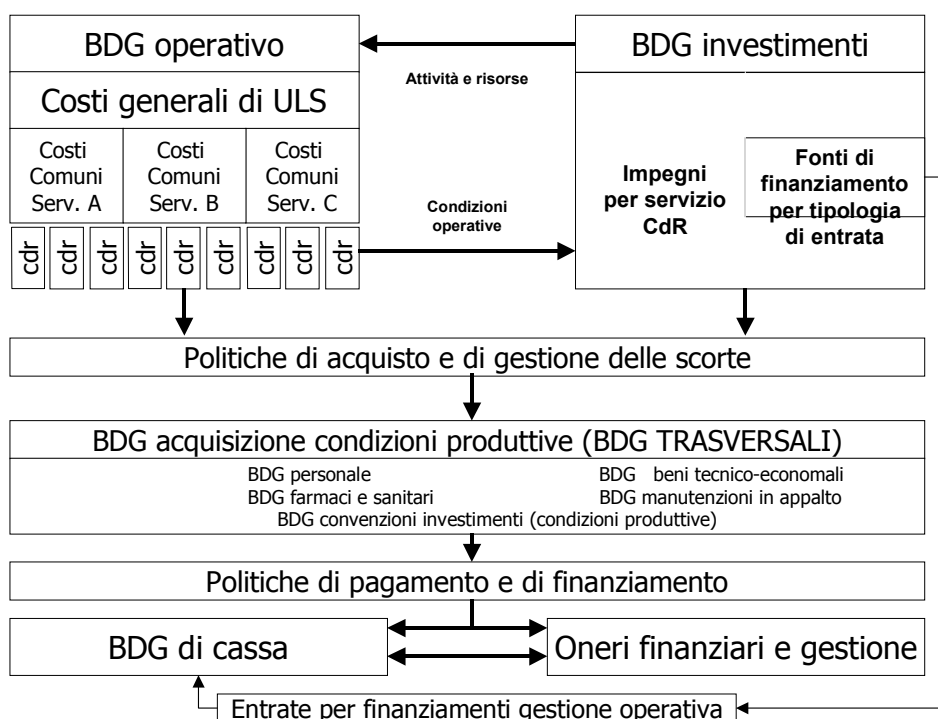 BDG operativo
BDG investimenti
Attività e risorse
Costi generali di ULS
Costi
Comuni
Serv. A
Costi
Comuni
Serv. B
Costi
Comuni
Serv. C
Impegni
per servizio
CdR
Fonti di
finanziamento
per tipologia
di entrata
Condizioni
operative
cdr
cdr
cdr
cdr
cdr
cdr
cdr
cdr
cdr
Politiche di acquisto e di gestione delle scorte
BDG acquisizione condizioni produttive (BDG TRASVERSALI)
BDG personale
BDG beni tecnico-economali
BDG farmaci e sanitari
BDG manutenzioni in appalto
BDG convenzioni investimenti (condizioni produttive)
Politiche di pagamento e di finanziamento
BDG di cassa
Oneri finanziari e gestione
Entrate per finanziamenti gestione operativa